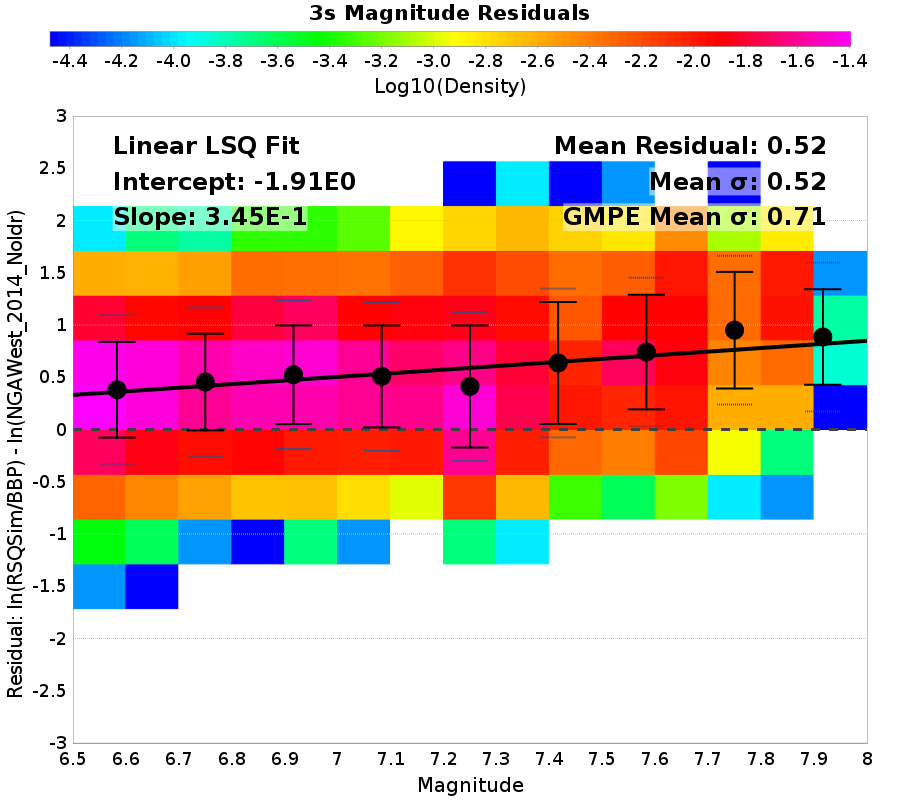 3s Magnitude Residuals
-4.4 -4.2 -4.0 -3.8 -3.6 -3.4 -3.2 -3.0 -2.8 -2.6 -2.4 -2.2 -2.0 -1.8 -1.6 -1.4
Log10(Density)
Linear LSQ Fit
Intercept: -1.91E0
Slope: 3.45E-1
Mean Residual: 0.52
Mean σ: 0.52
GMPE Mean σ: 0.71
Residual: ln(RSQSim/BBP) - ln(NGAWest_2014_NoIdr)
3
2.5
2
1.5
1
0.5
0
-0.5
-1
-1.5
-2
-2.5
-3
6.5 6.6 6.7 6.8 6.9 7 7.1 7.2 7.3 7.4 7.5 7.6 7.7 7.8 7.9 8
Magnitude